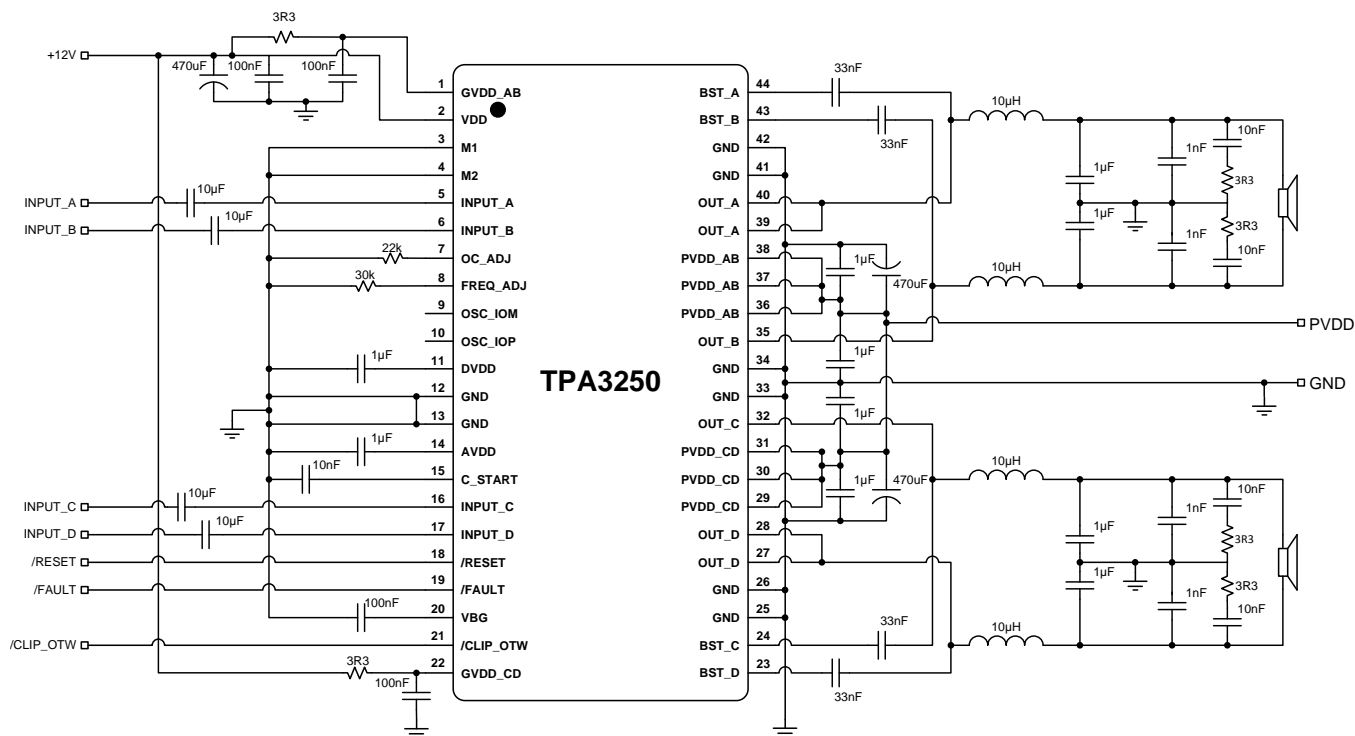 3R3
+12V
470uF
100nF
100nF
1
GVDD_AB
2
VDD
3
M1
4
M2
INPUT_A
10µF
5
INPUT_A
INPUT_B
10µF
6
INPUT_B
22k
7
OC_ADJ
30k
8
FREQ_ADJ
9
OSC_IOM
10
OSC_IOP
1µF
11
DVDD
12
GND
13
GND
1µF
14
AVDD
10nF
15
C_START
INPUT_C
10µF
16
INPUT_C
INPUT_D
10µF
17
INPUT_D
/RESET
18
/RESET
/FAULT
19
/FAULT
100nF
20
VBG
/CLIP_OTW
21
/CLIP_OTW
3R3
22
GVDD_CD
100nF
TPA3250
BST_A
44
33nF
BST_B
43
33nF
GND
42
GND
41
OUT_A
40
OUT_A
39
PVDD_AB
38
PVDD_AB
37
PVDD_AB
36
OUT_B
35
GND
34
GND
33
OUT_C
32
PVDD_CD
31
PVDD_CD
30
PVDD_CD
29
OUT_D
28
OUT_D
27
GND
26
GND
25
BST_C
24
33nF
BST_D
23
33nF
1µF
470uF
1µF
1µF
1µF
470uF
10µH
10nF
1nF
1µF
3R3
1µF
3R3
1nF
10nF
10µH
PVDD
GND
10µH
10nF
1nF
1µF
3R3
1µF
3R3
1nF
10nF
10µH